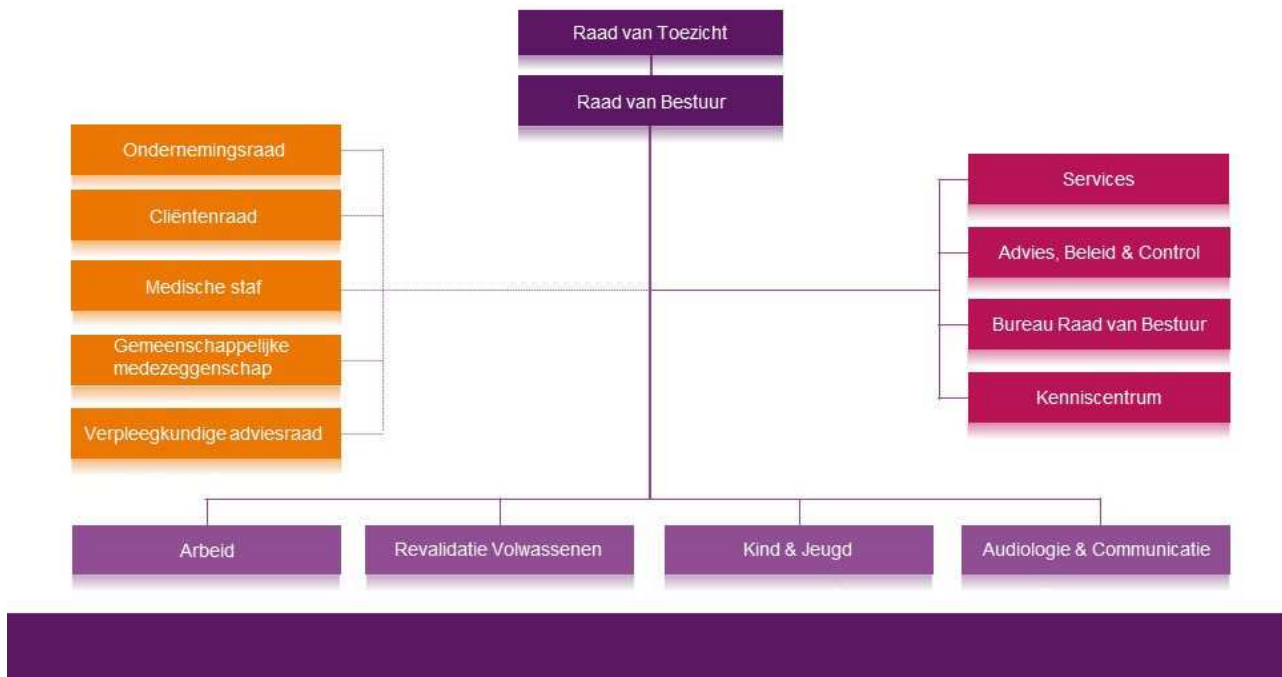 Raad van Toezicht
Raad van Bestuur
Ondernemingsraad
Cliëntenraad
Medische staf
Gemeenschappelijke
medezeggenschap
Verpleegkundige adviesraad
Services
Advies, Beleid & Control
Bureau Raad van Bestuur
Kenniscentrum
Arbeid
Revalidatie Volwassenen
Kind & Jeugd
Audiologie & Communicatie